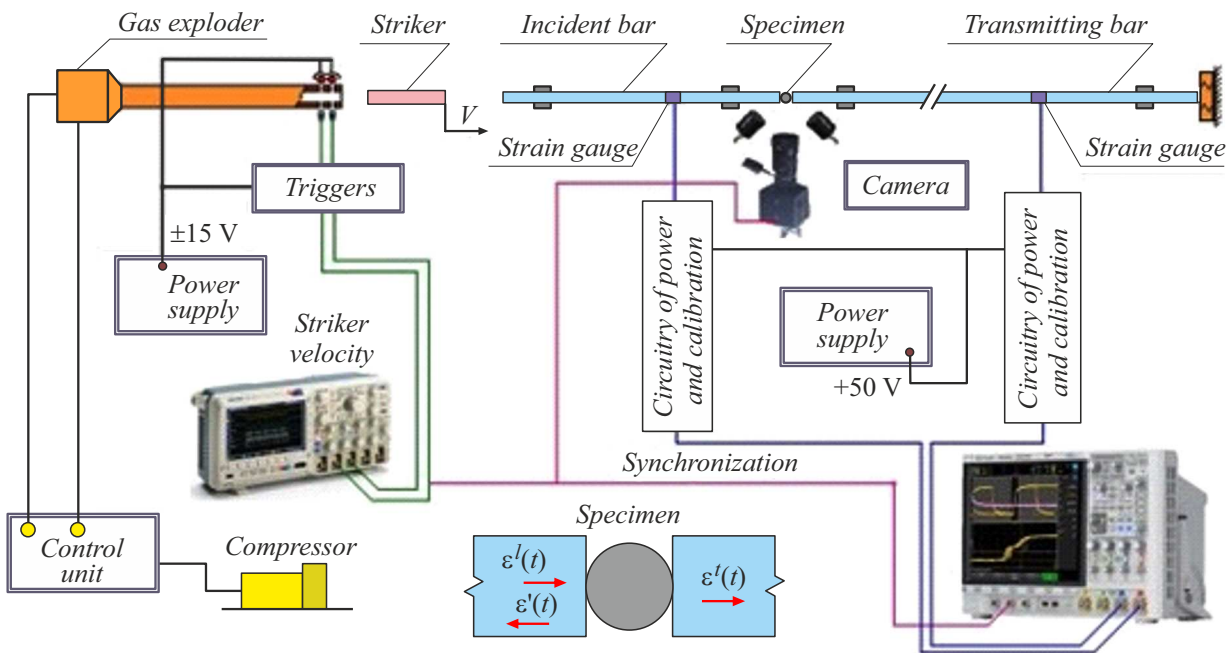 Gas exploder
Striker
Incident bar
Specimen
Transmitting bar
V
Strain gauge
Strain gauge
Triggers
Camera
±15 V
Power
supply
Circuitry of power
and calibration
Circuitry of power
and calibration
Power
supply
+50 V
Striker
velocity
Synchronization
Control
unit
Compressor
Specimen
εˡ(t)
ε'(t)
εᵗ(t)